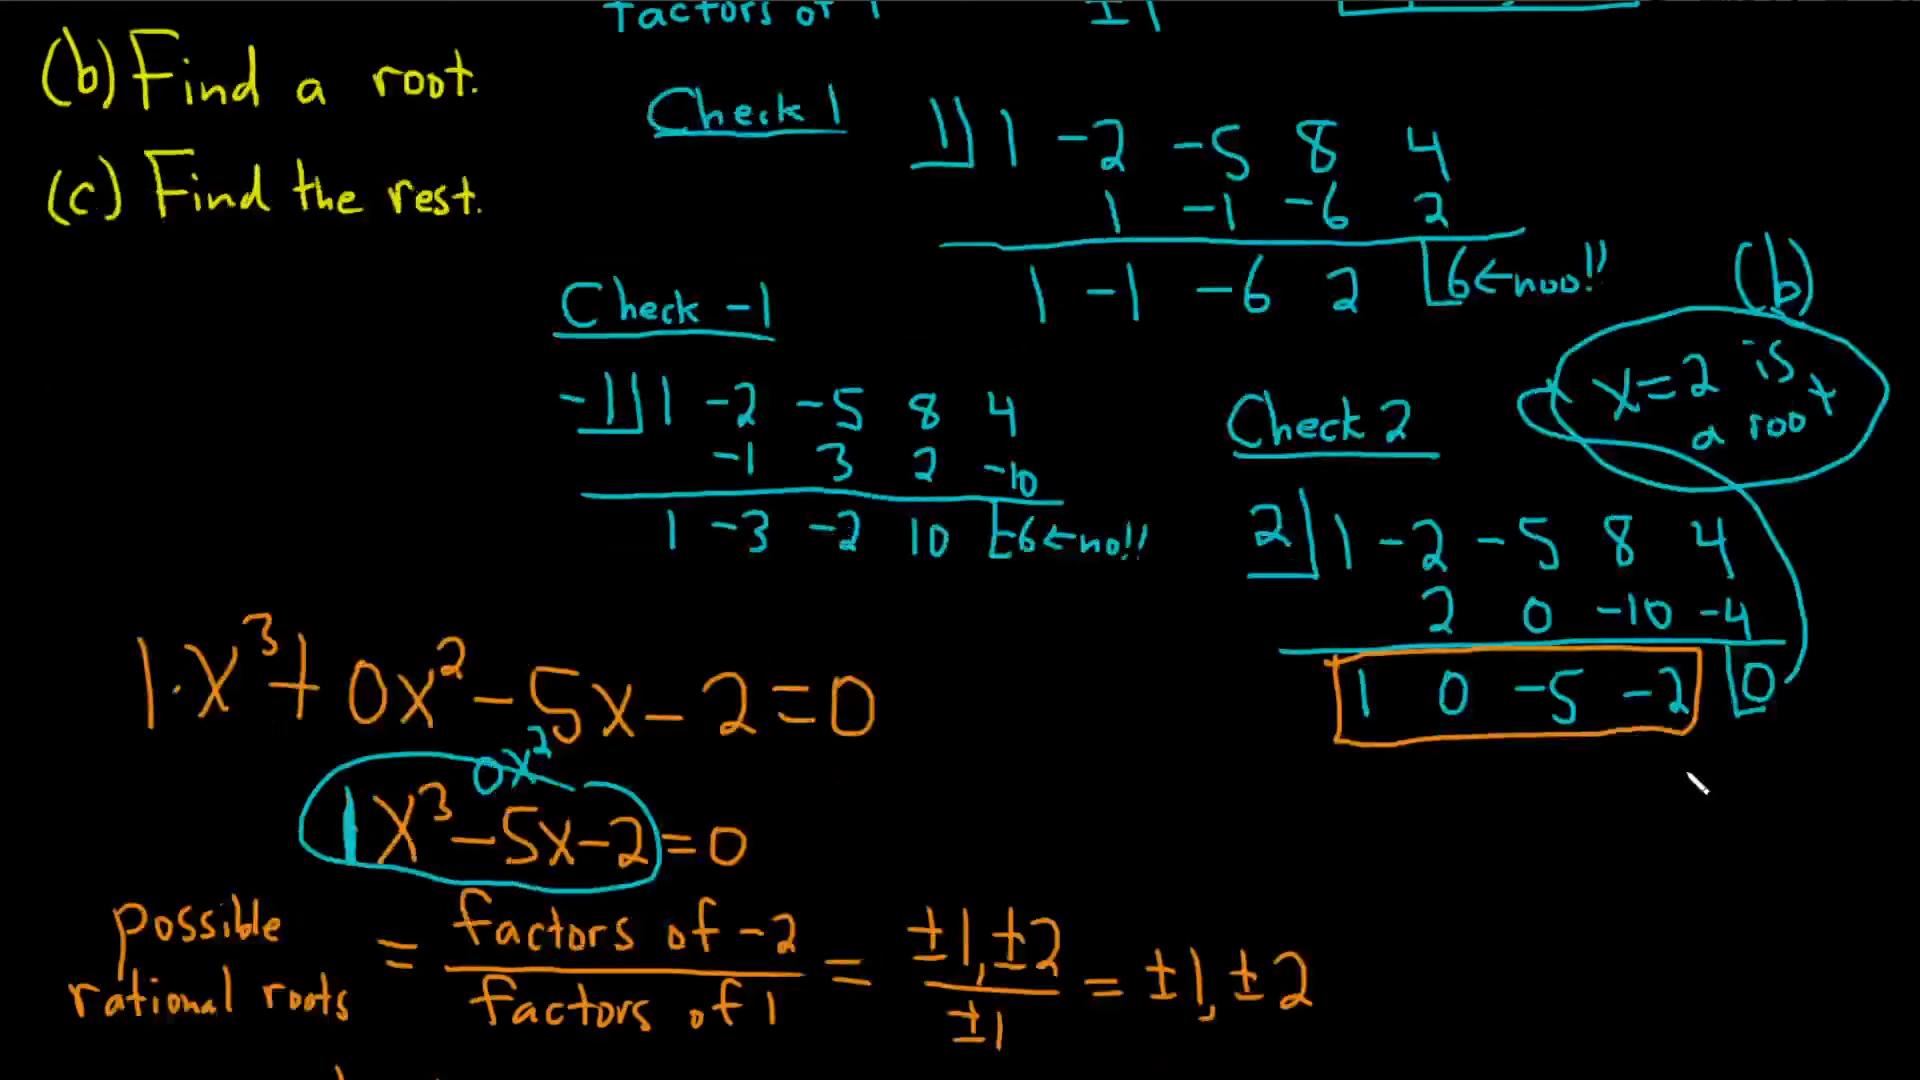 factors of 1 ±1
(b) Find a root.
(c) Find the rest.
Check 1
1 1 -2 -5 8 4
1 -1 -6 2
1 -1 -6 2 6 ← noo!!
Check -1
-1 1 -2 -5 8 4
-1 3 2 -10
1 -3 -2 10 -6 ← no!!
(b)
x=2 is
a root
Check 2
2 1 -2 -5 8 4
2 0 -10 -4
1 0 -5 -2 0
1·x³+0x²-5x-2=0
0x²
1x³-5x-2=0
possible
rational roots
= factors of -2 / factors of 1 = ±1, ±2 / ±1 = ±1, ±2